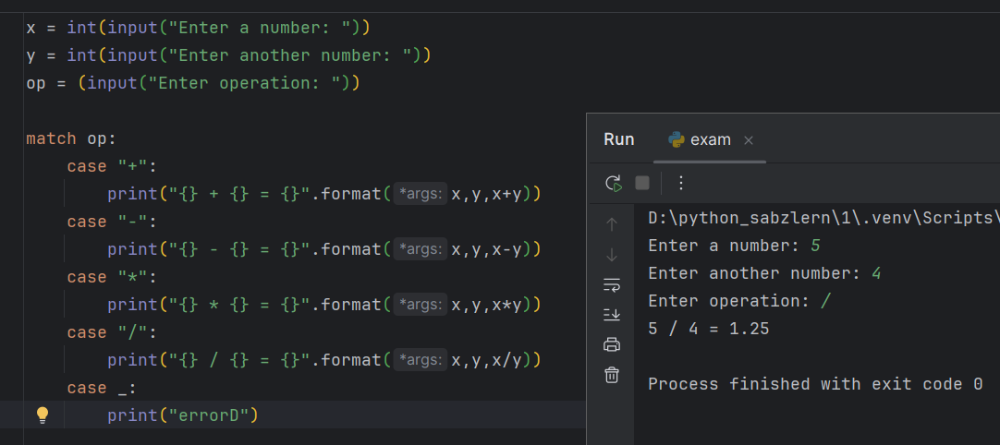 x = int(input("Enter a number: "))
y = int(input("Enter another number: "))
op = (input("Enter operation: "))
match op:
    case "+":
        print("{} + {} = {}".format( *args: x,y,x+y))
    case "-":
        print("{} - {} = {}".format( *args: x,y,x-y))
    case "*":
        print("{} * {} = {}".format( *args: x,y,x*y))
    case "/":
        print("{} / {} = {}".format( *args: x,y,x/y))
    case _:
        print("errorD")
Run exam
D:\python_sabzlern\1\.venv\Scripts\
Enter a number: 5
Enter another number: 4
Enter operation: /
5 / 4 = 1.25
Process finished with exit code 0